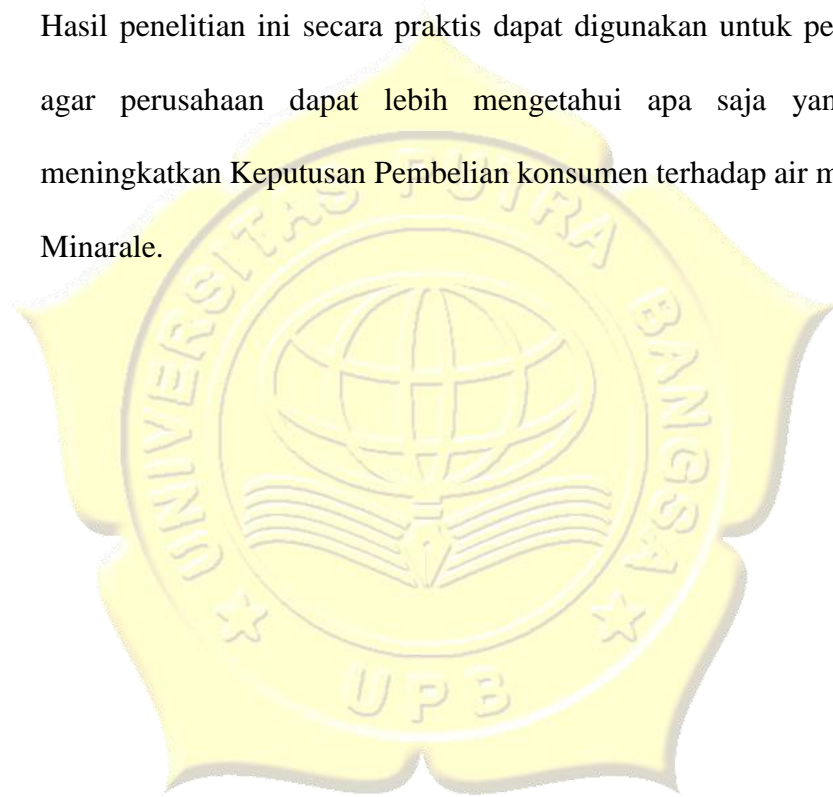 Hasil penelitian ini secara praktis dapat digunakan untuk pe
agar perusahaan dapat lebih mengetahui apa saja yan
meningkatkan Keputusan Pembelian konsumen terhadap air m
Minarale.
UNIVERSITAS PUTRA BANGSA
UPB